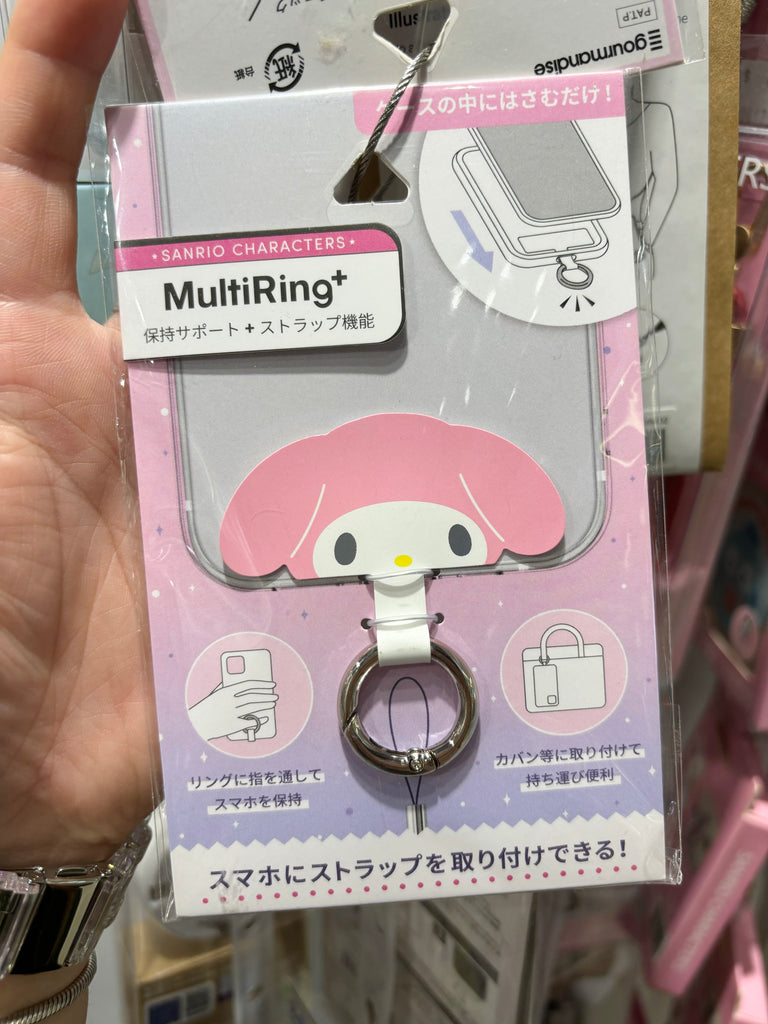 Illus
PAT.P
gourmandise
台紙
ケースの中にはさむだけ！
SANRIO CHARACTERS
MultiRing+
保持サポート+ストラップ機能
リングに指を通して
スマホを保持
カバン等に取り付けて
持ち運び便利
スマホにストラップを取り付けできる！